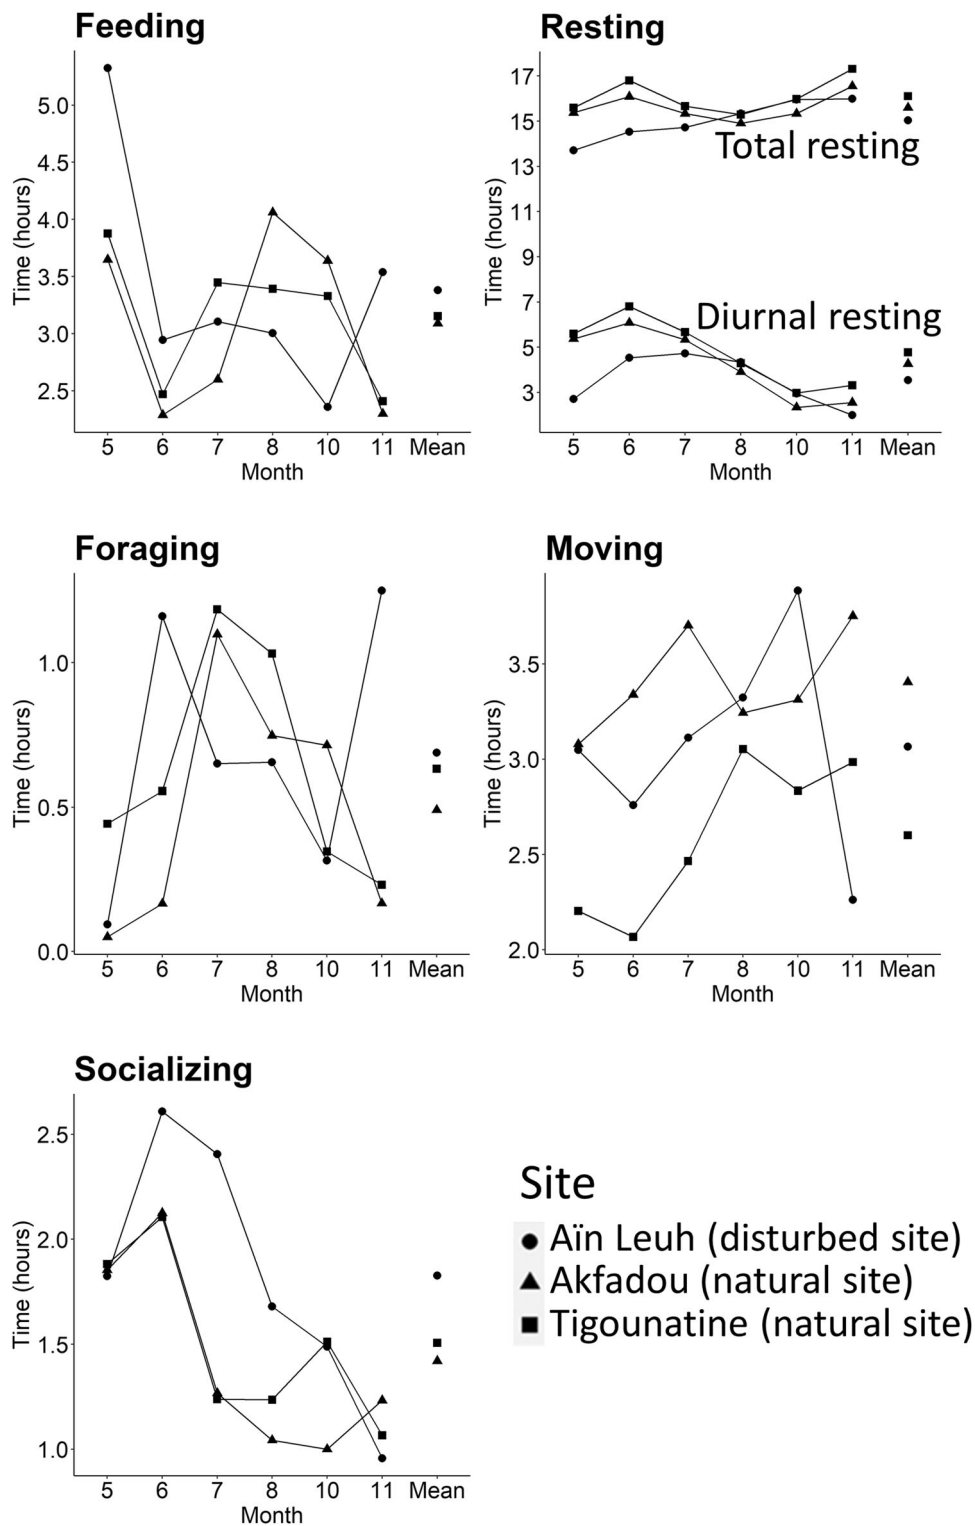 Feeding
Time (hours)
5.0
4.5
4.0
3.5
3.0
2.5
5 6 7 8 10 11 Mean
Month
Resting
Time (hours)
17
15
13
11
9
7
5
3
Total resting
Diurnal resting
5 6 7 8 10 11 Mean
Month
Foraging
Time (hours)
1.0
0.5
0.0
5 6 7 8 10 11 Mean
Month
Moving
Time (hours)
3.5
3.0
2.5
2.0
5 6 7 8 10 11 Mean
Month
Socializing
Time (hours)
2.5
2.0
1.5
1.0
5 6 7 8 10 11 Mean
Month
Site
Aïn Leuh (disturbed site)
Akfadou (natural site)
Tigounatine (natural site)